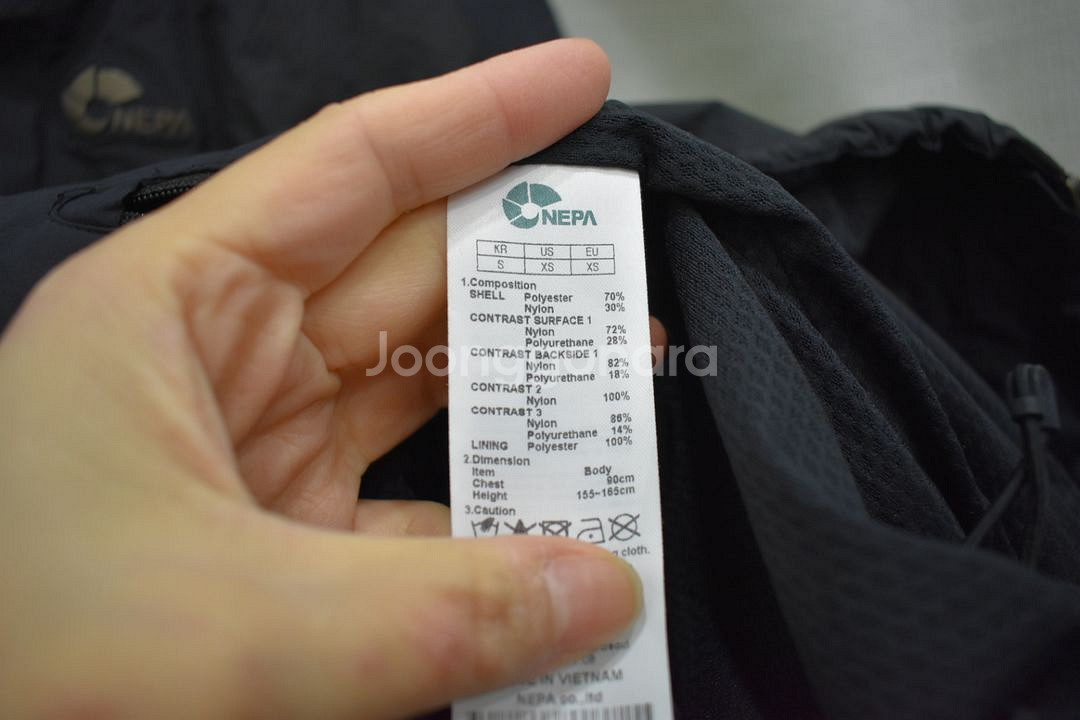 NEPA
NEPA
KR US EU
S XS XS
1.Composition
SHELL Polyester 70%
Nylon 30%
CONTRAST SURFACE 1
Nylon 72%
Polyurethane 28%
CONTRAST BACKSIDE 1
Nylon 82%
Polyurethane 18%
CONTRAST 2
Nylon 100%
CONTRAST 3
Nylon 86%
Polyurethane 14%
LINING Polyester 100%
2.Dimension
Item Body
Chest 90cm
Height 155~165cm
3.Caution
cloth.
IN VIETNAM
NEPA co.,ltd